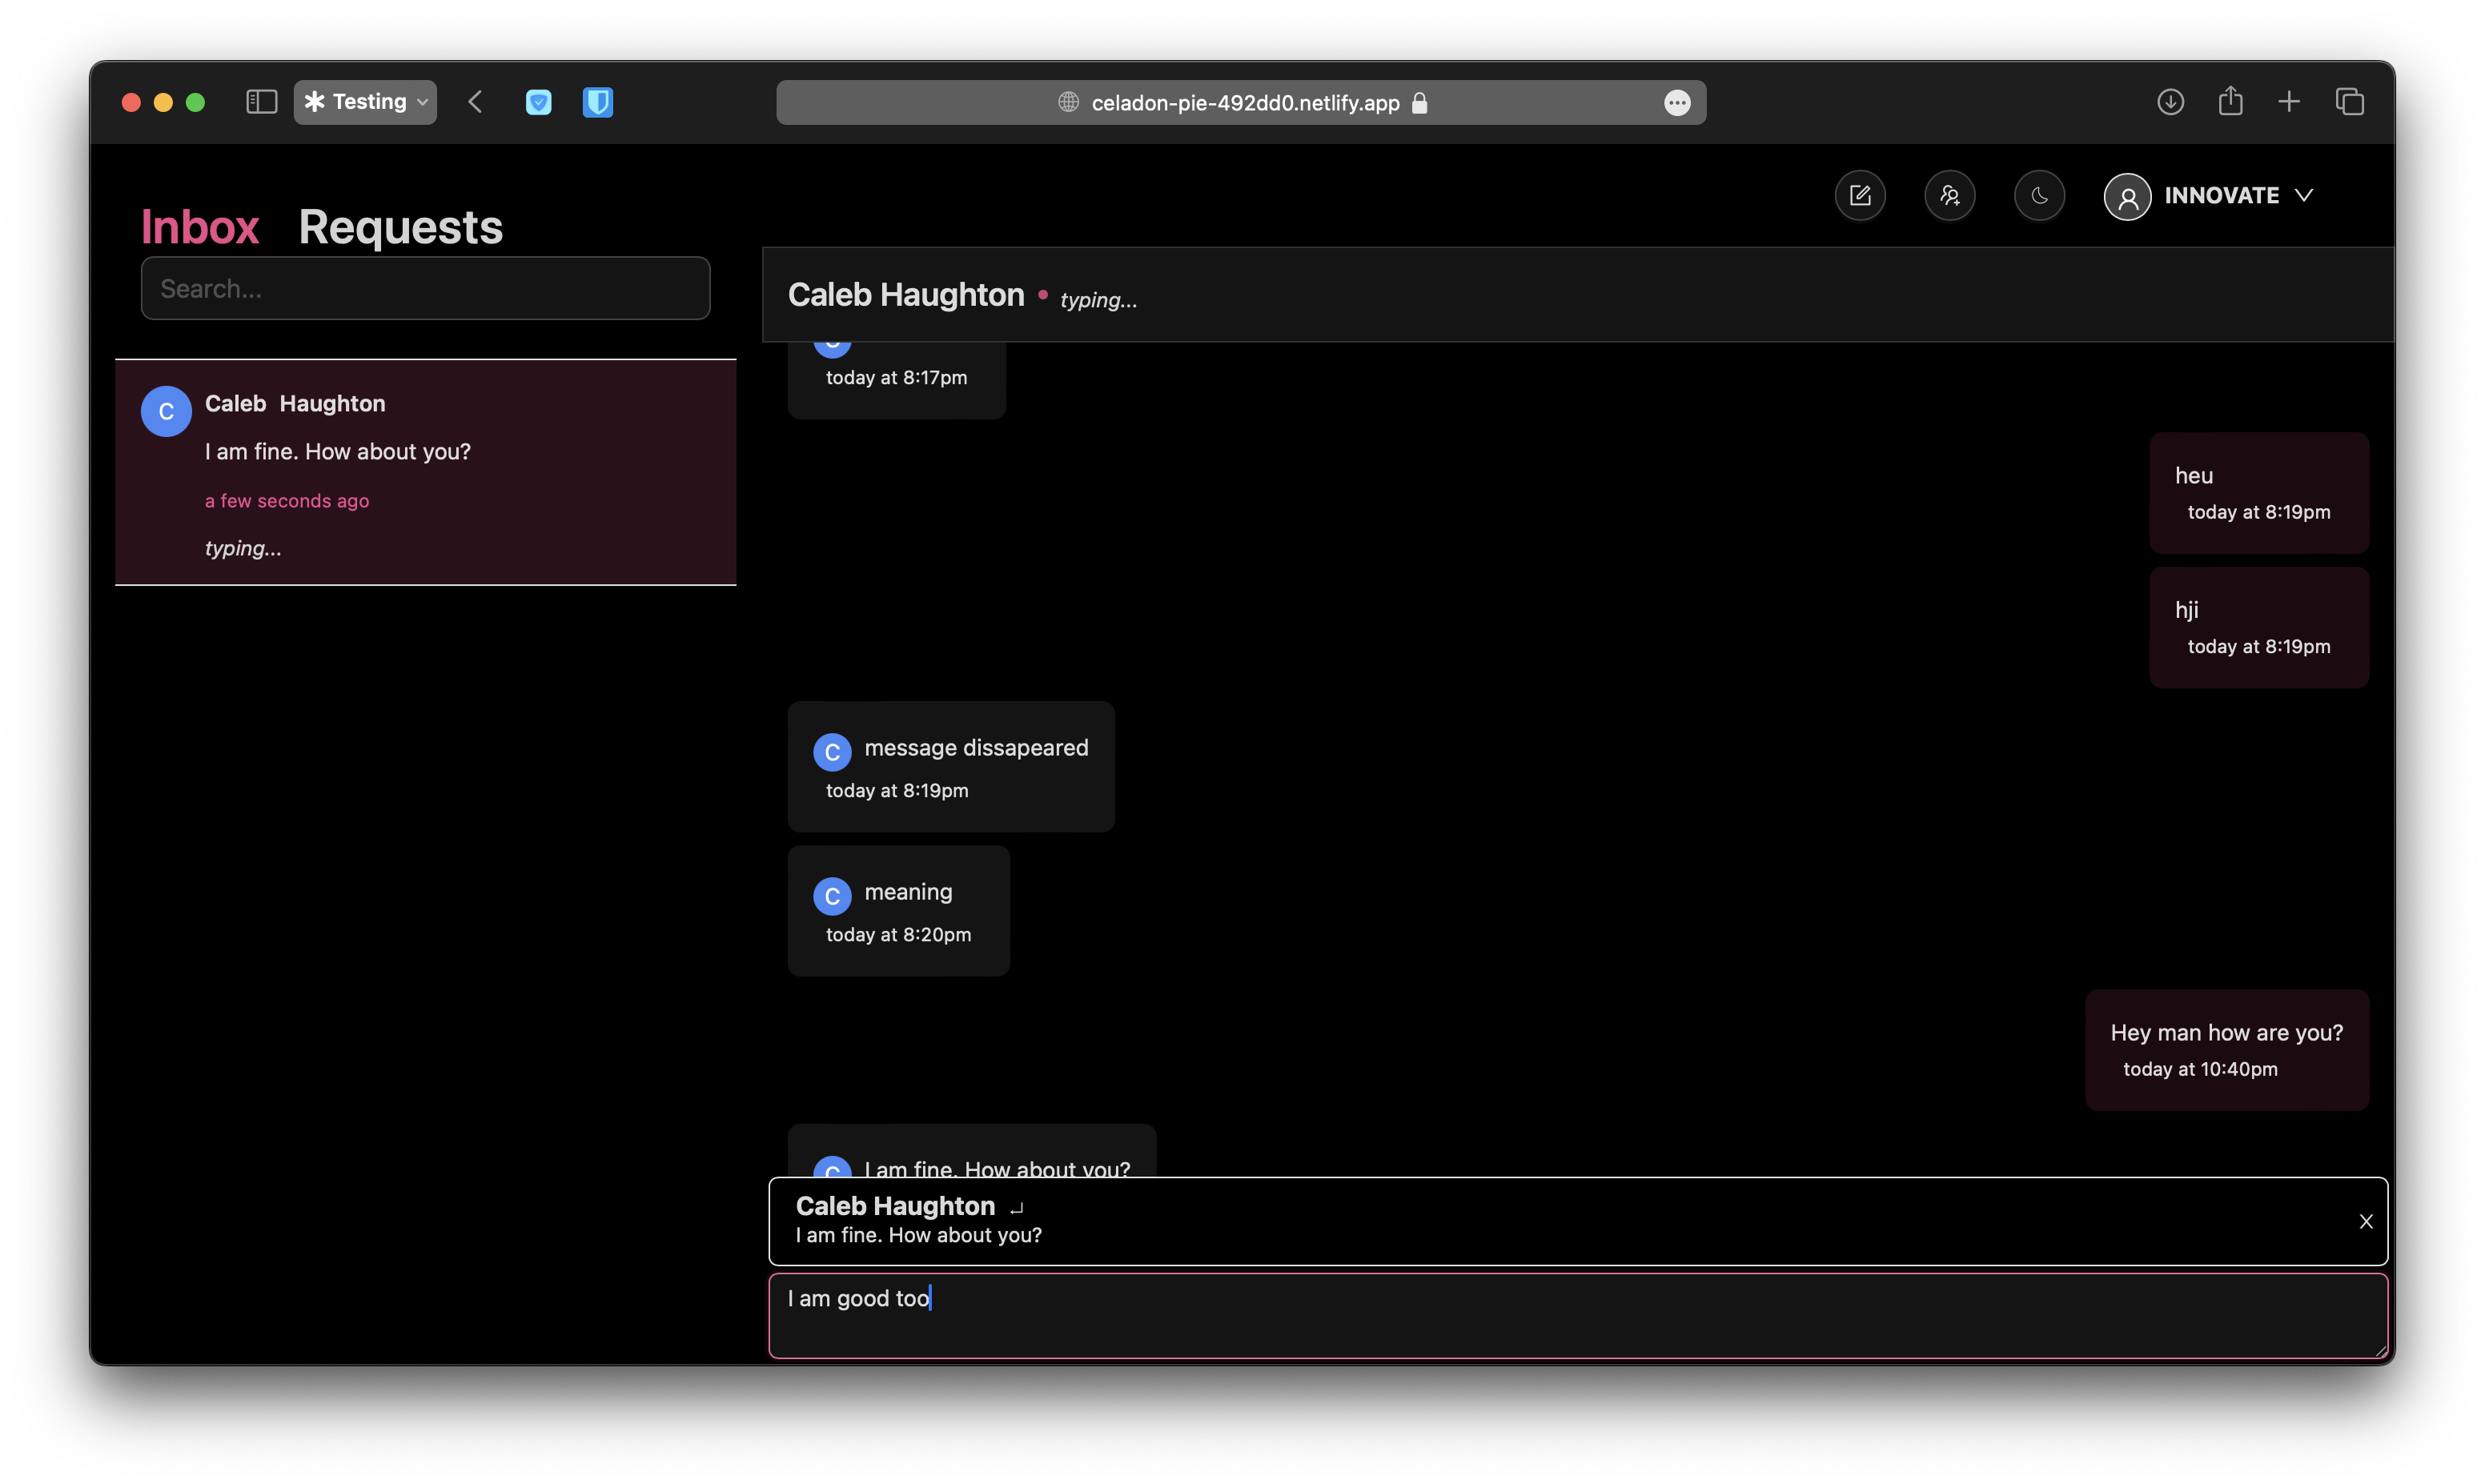 Testing
celadon-pie-492dd0.netlify.app
INNOVATE
Inbox Requests
Search...
C
Caleb Haughton
I am fine. How about you?
a few seconds ago
typing...
Caleb Haughton • typing...
C
today at 8:17pm
heu
today at 8:19pm
hji
today at 8:19pm
C message dissapeared
today at 8:19pm
C meaning
today at 8:20pm
Hey man how are you?
today at 10:40pm
C I am fine. How about you?
Caleb Haughton
I am fine. How about you?
X
I am good too